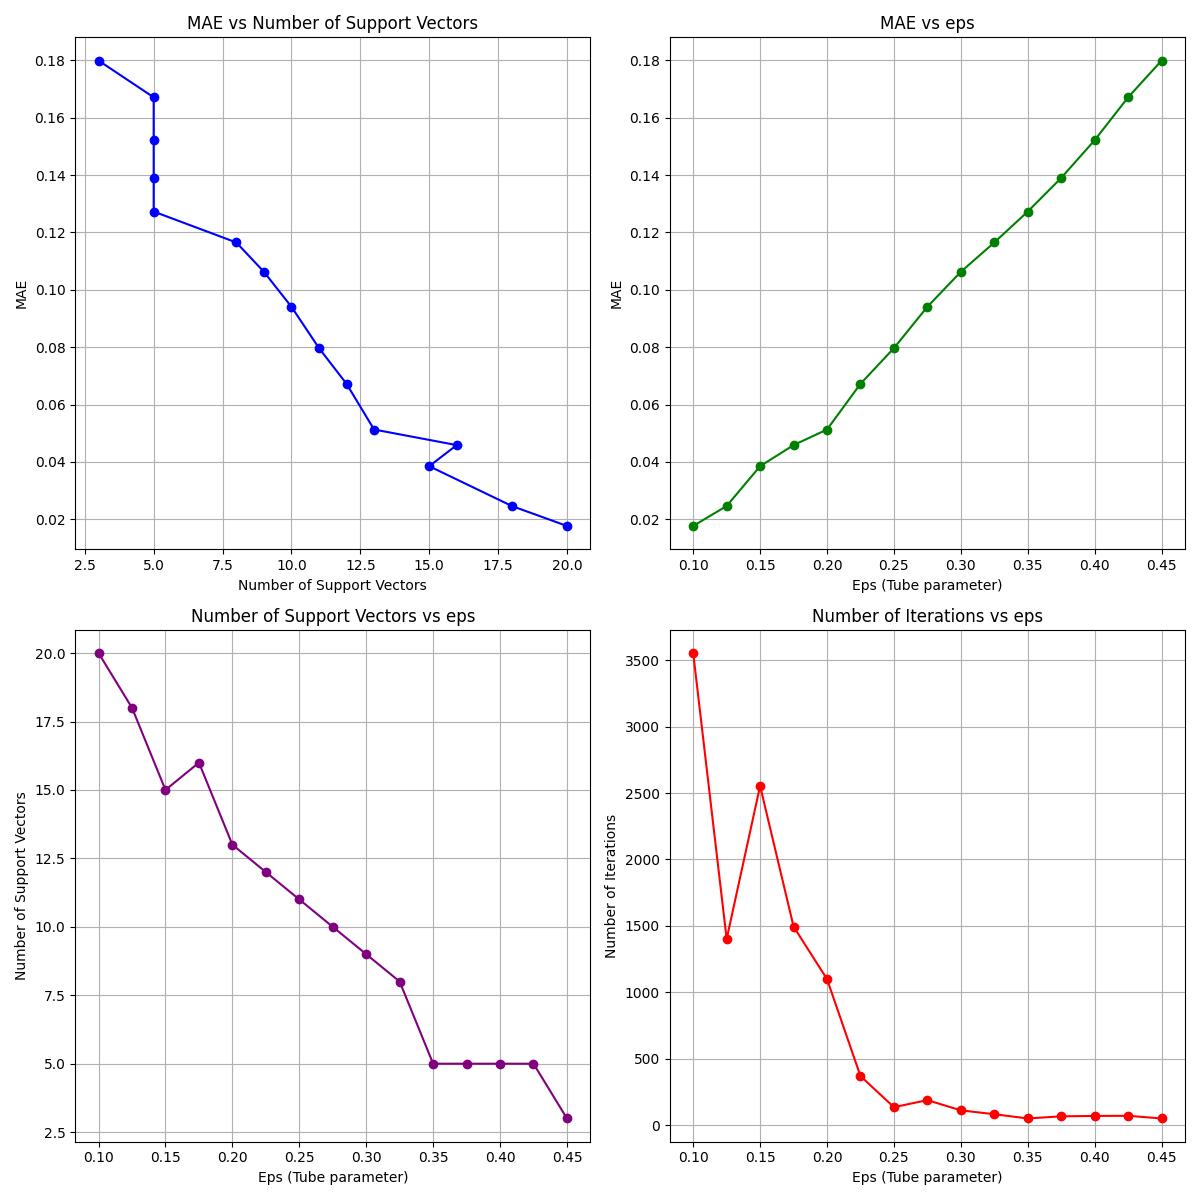 MAE vs Number of Support Vectors
MAE
0.18
0.16
0.14
0.12
0.10
0.08
0.06
0.04
0.02
2.5 5.0 7.5 10.0 12.5 15.0 17.5 20.0
Number of Support Vectors
MAE vs eps
MAE
0.18
0.16
0.14
0.12
0.10
0.08
0.06
0.04
0.02
0.10 0.15 0.20 0.25 0.30 0.35 0.40 0.45
Eps (Tube parameter)
Number of Support Vectors vs eps
Number of Support Vectors
20.0
17.5
15.0
12.5
10.0
7.5
5.0
2.5
0.10 0.15 0.20 0.25 0.30 0.35 0.40 0.45
Eps (Tube parameter)
Number of Iterations vs eps
Number of Iterations
3500
3000
2500
2000
1500
1000
500
0
0.10 0.15 0.20 0.25 0.30 0.35 0.40 0.45
Eps (Tube parameter)